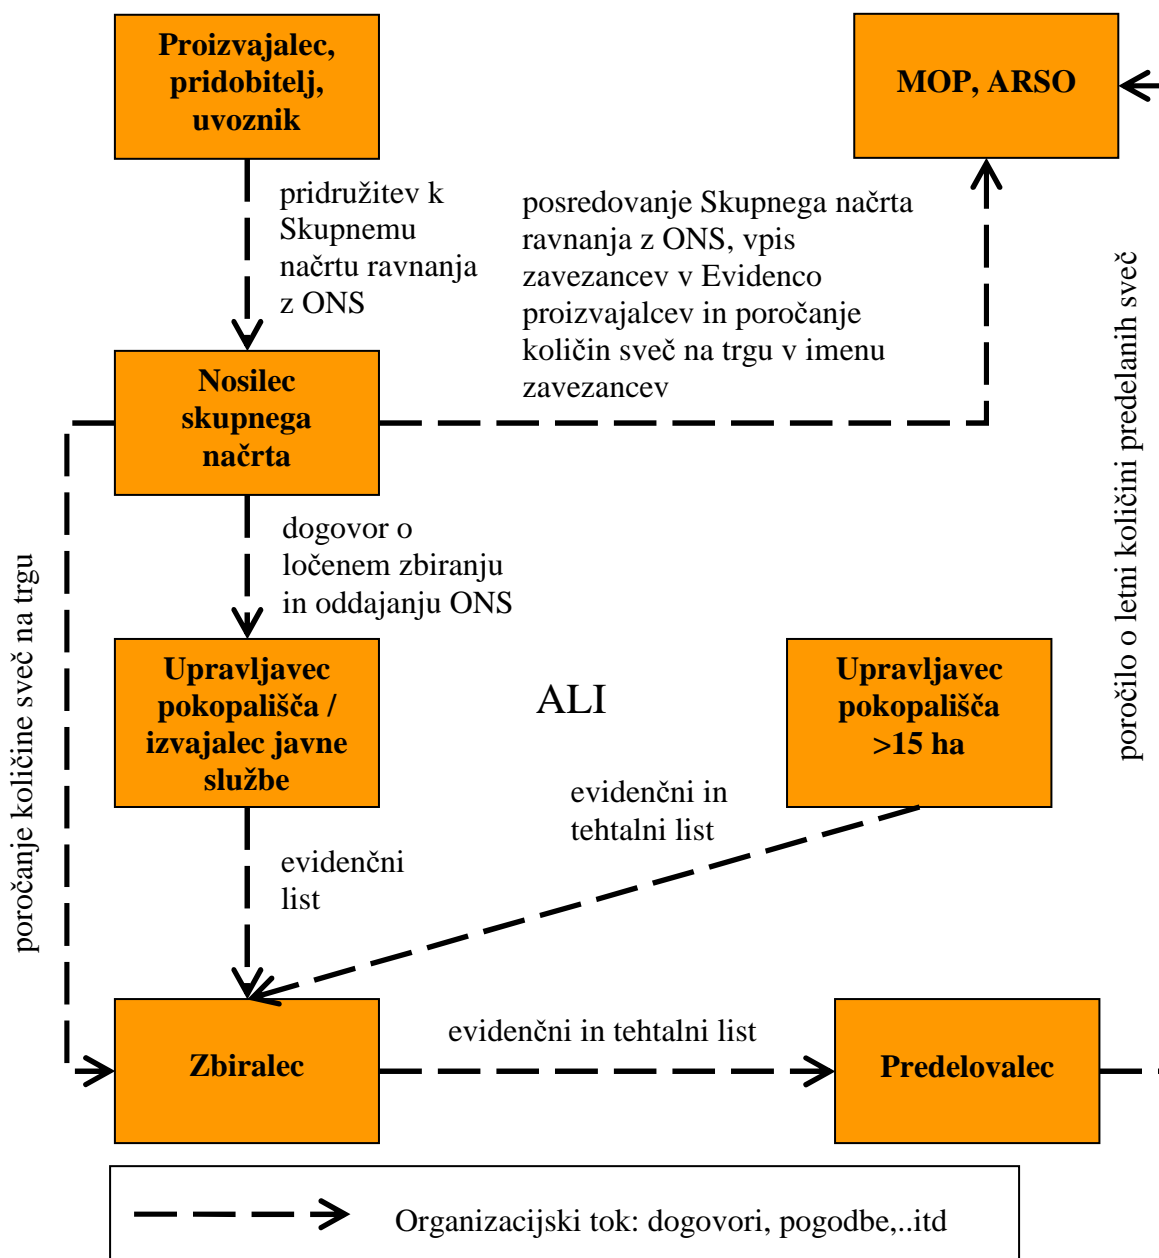 Proizvajalec,
pridobitelj,
uvoznik
MOP, ARSO
pridružitev k
Skupnemu
načrtu ravnanja
z ONS
posredovanje Skupnega načrta
ravnanja z ONS, vpis
zavezancev v Evidenco
proizvajalcev in poročanje
količin sveč na trgu v imenu
zavezancev
Nosilec
skupnega
načrta
dogovor o
ločenem zbiranju
in oddajanju ONS
poročanje količine sveč na trgu
poročilo o letni količini predelanih sveč
Upravljavec
pokopališča /
izvajalec javne
službe
ALI
Upravljavec
pokopališča
>15 ha
evidenčni in
tehtalni list
evidenčni
list
Zbiralec
evidenčni in tehtalni list
Predelovalec
Organizacijski tok: dogovori, pogodbe,..itd